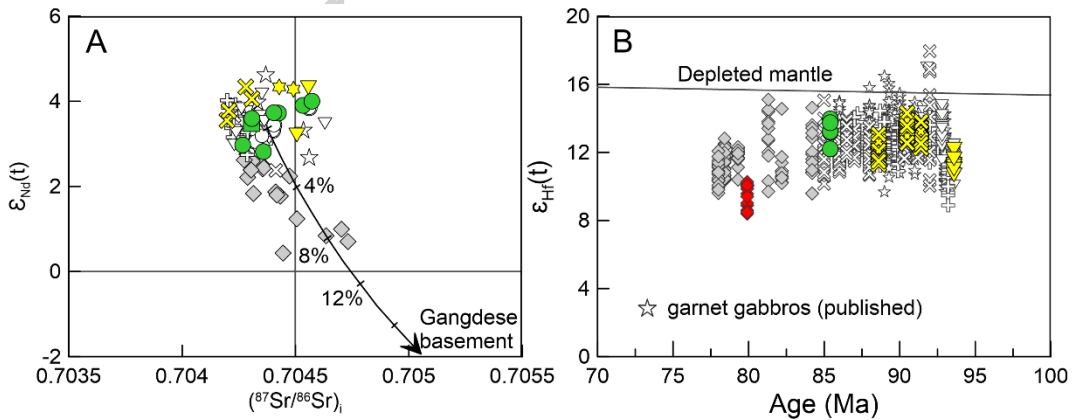 A
6
4
2
0
-2
εNd(t)
4%
8%
12%
Gangdese
basement
0.7035
0.704
0.7045
0.705
0.7055
(⁸⁷Sr/⁸⁶Sr)i
B
20
16
12
8
4
0
εHf(t)
Depleted mantle
garnet gabbros (published)
70
75
80
85
90
95
100
Age (Ma)